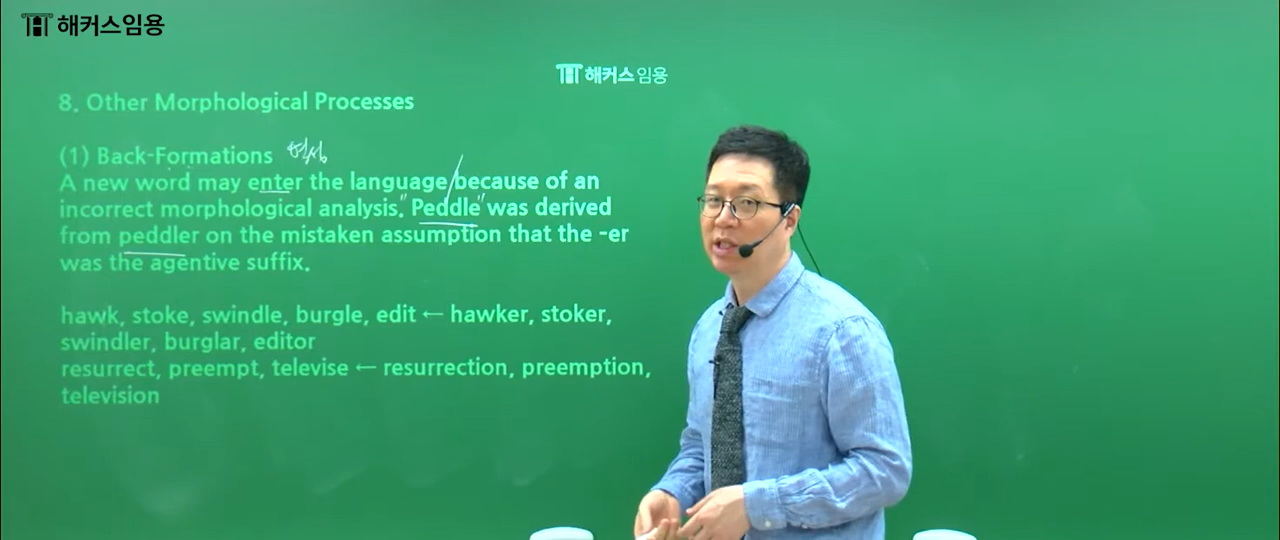 해커스임용
해커스임용
8. Other Morphological Processes
(1) Back-Formations 역성
A new word may enter the language because of an
incorrect morphological analysis. "Peddle" was derived
from peddler on the mistaken assumption that the -er
was the agentive suffix.
hawk, stoke, swindle, burgle, edit ← hawker, stoker,
swindler, burglar, editor
resurrect, preempt, televise ← resurrection, preemption,
television